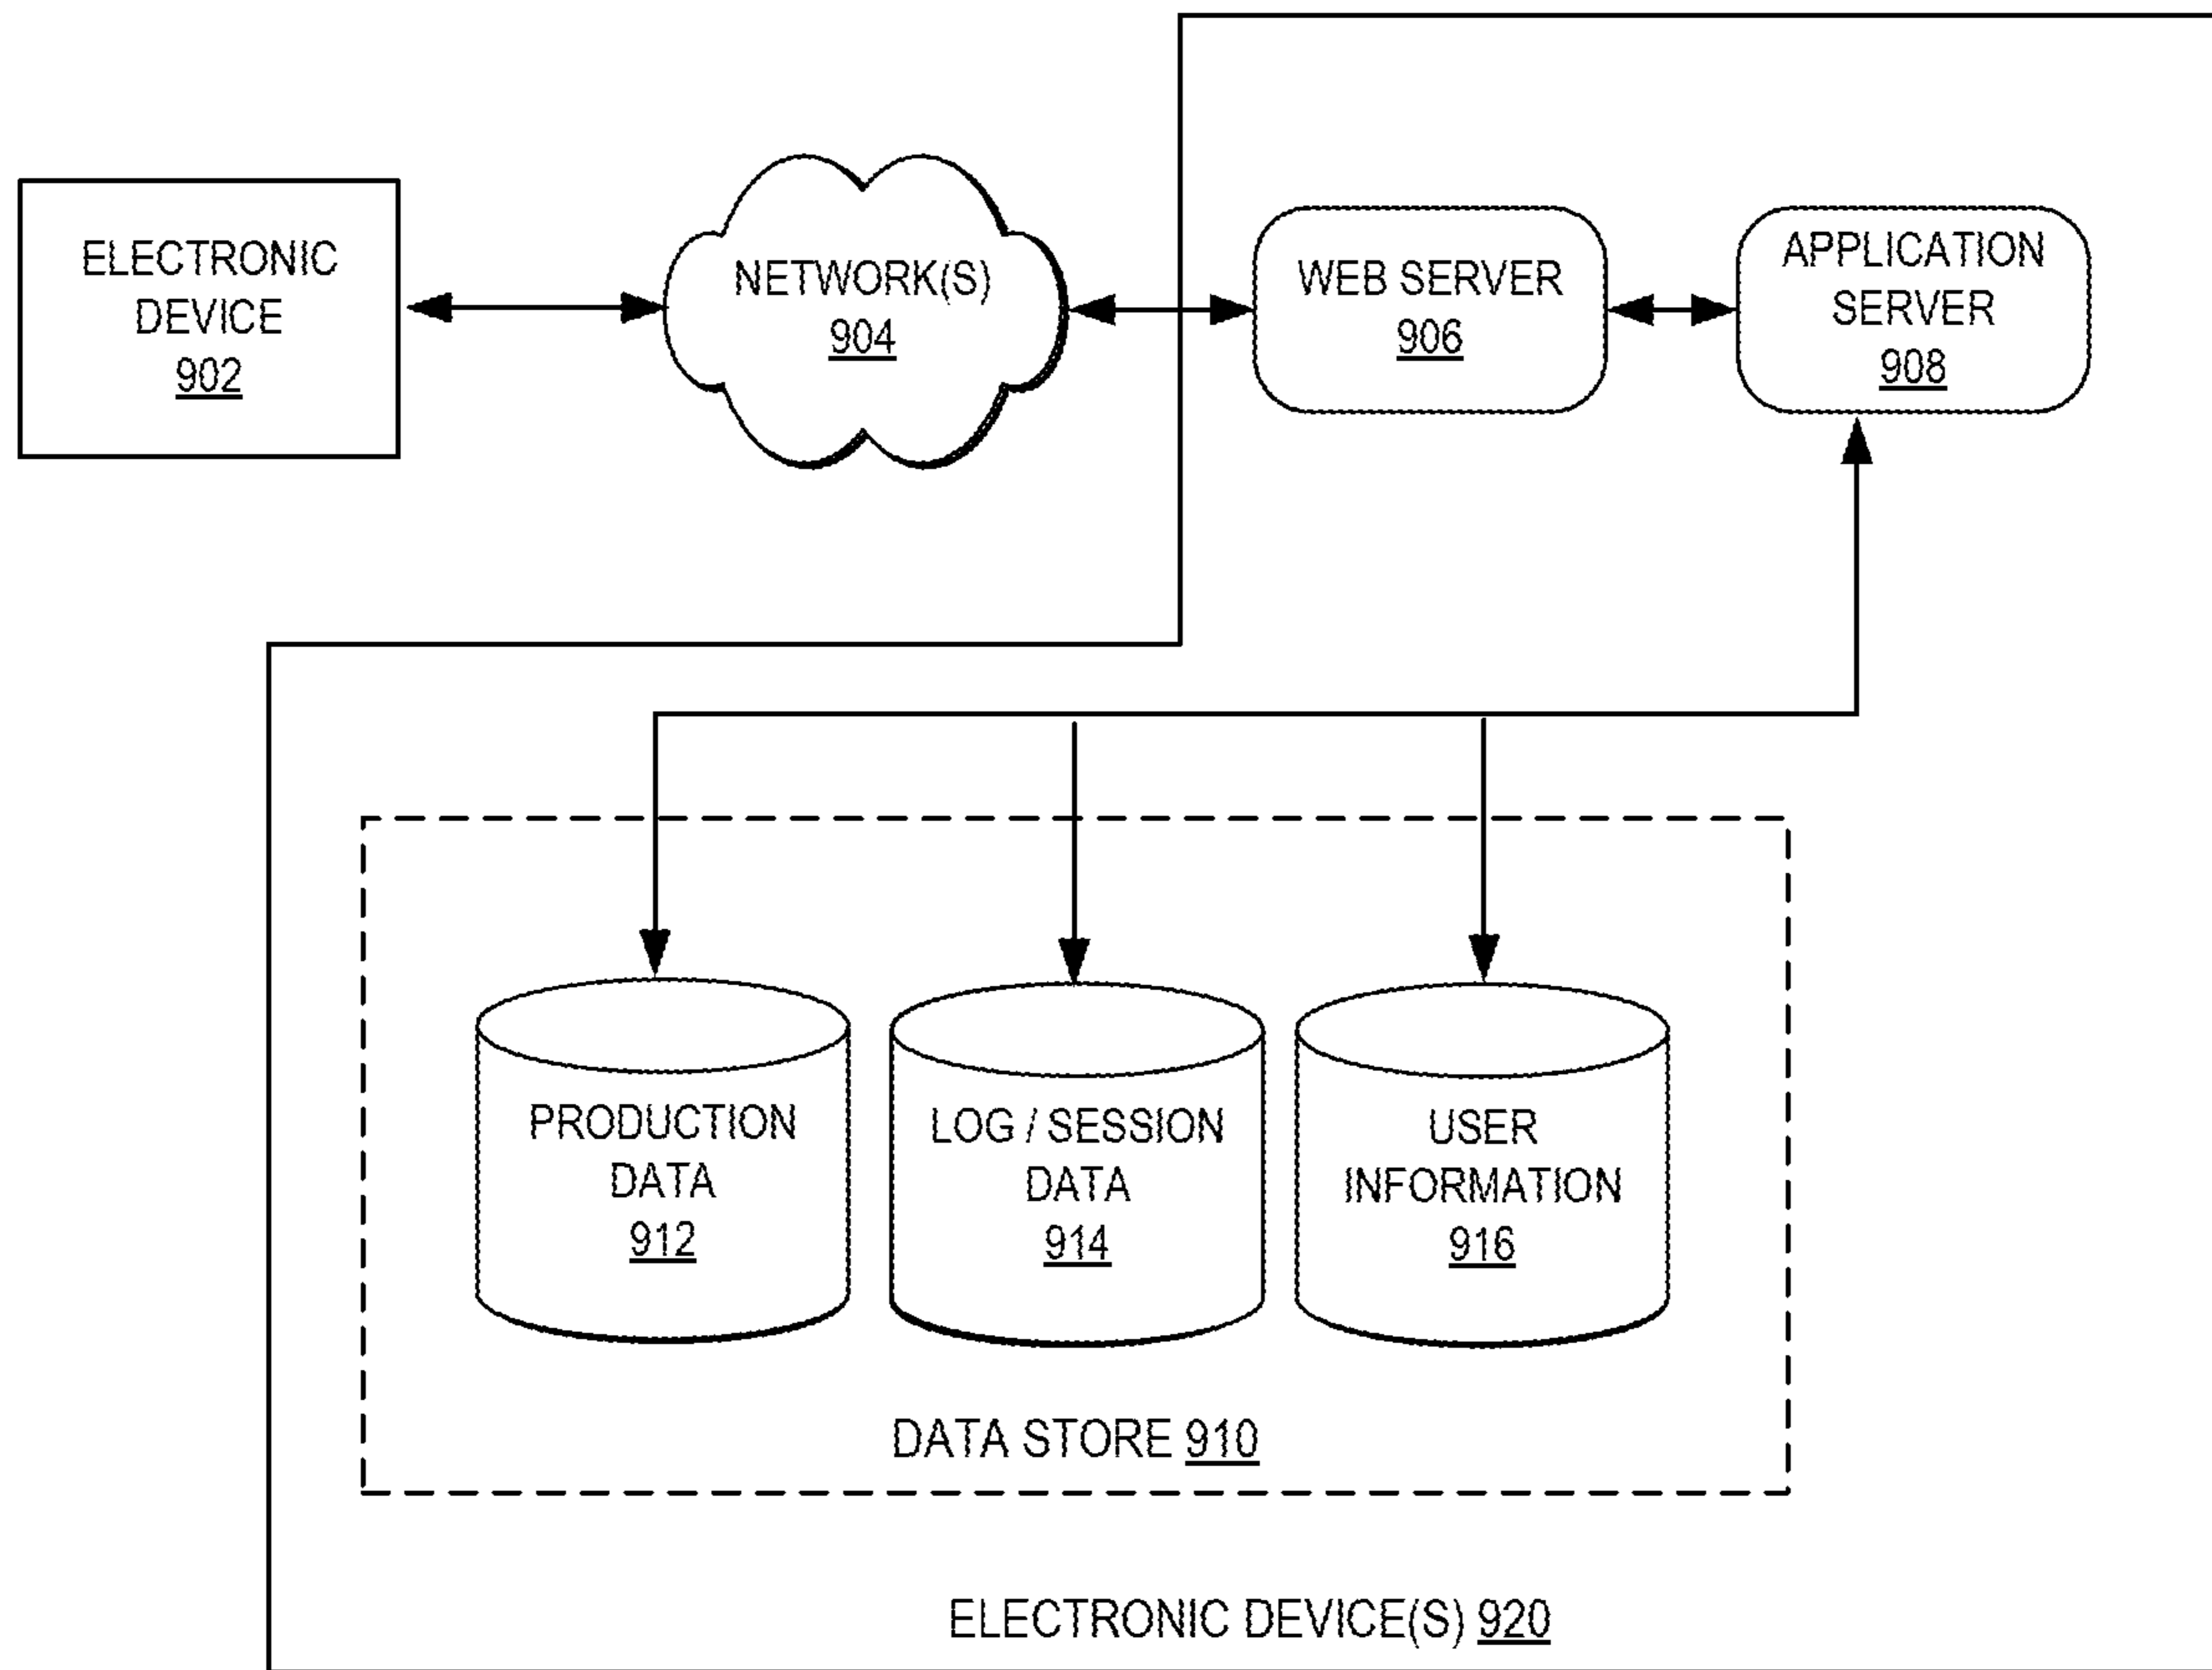 ELECTRONIC
DEVICE
902
NETWORK(S)
904
WEB SERVER
906
APPLICATION
SERVER
908
PRODUCTION
DATA
912
LOG / SESSION
DATA
914
USER
INFORMATION
916
DATA STORE 910
ELECTRONIC DEVICE(S) 920